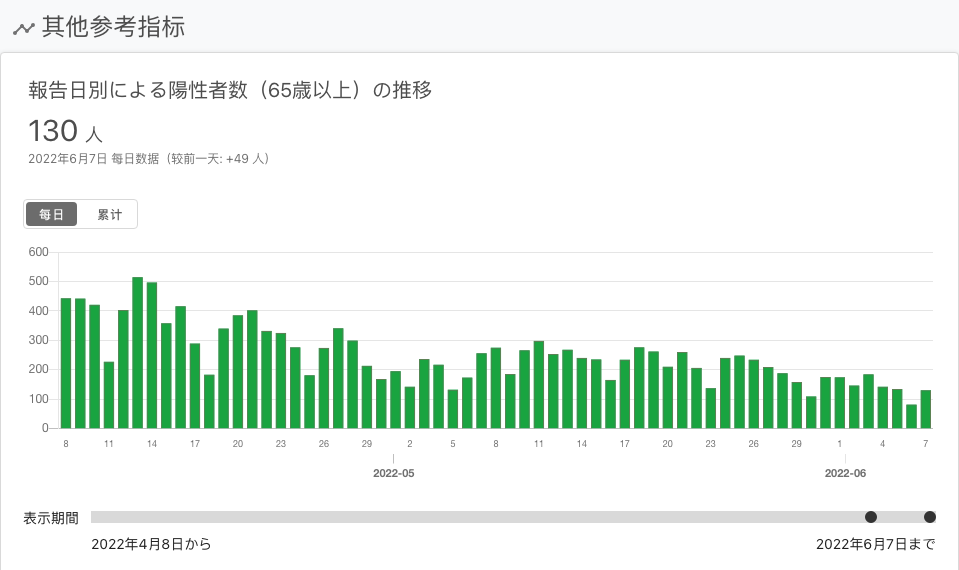 其他参考指标
報告日別による陽性者数（65歳以上）の推移
130 人
2022年6月7日 每日数据（较前一天: +49 人）
每日 累计
600
500
400
300
200
100
0
8 11 14 17 20 23 26 29 2 5 8 11 14 17 20 23 26 29 1 4 7
2022-05 2022-06
表示期間
2022年4月8日から 2022年6月7日まで